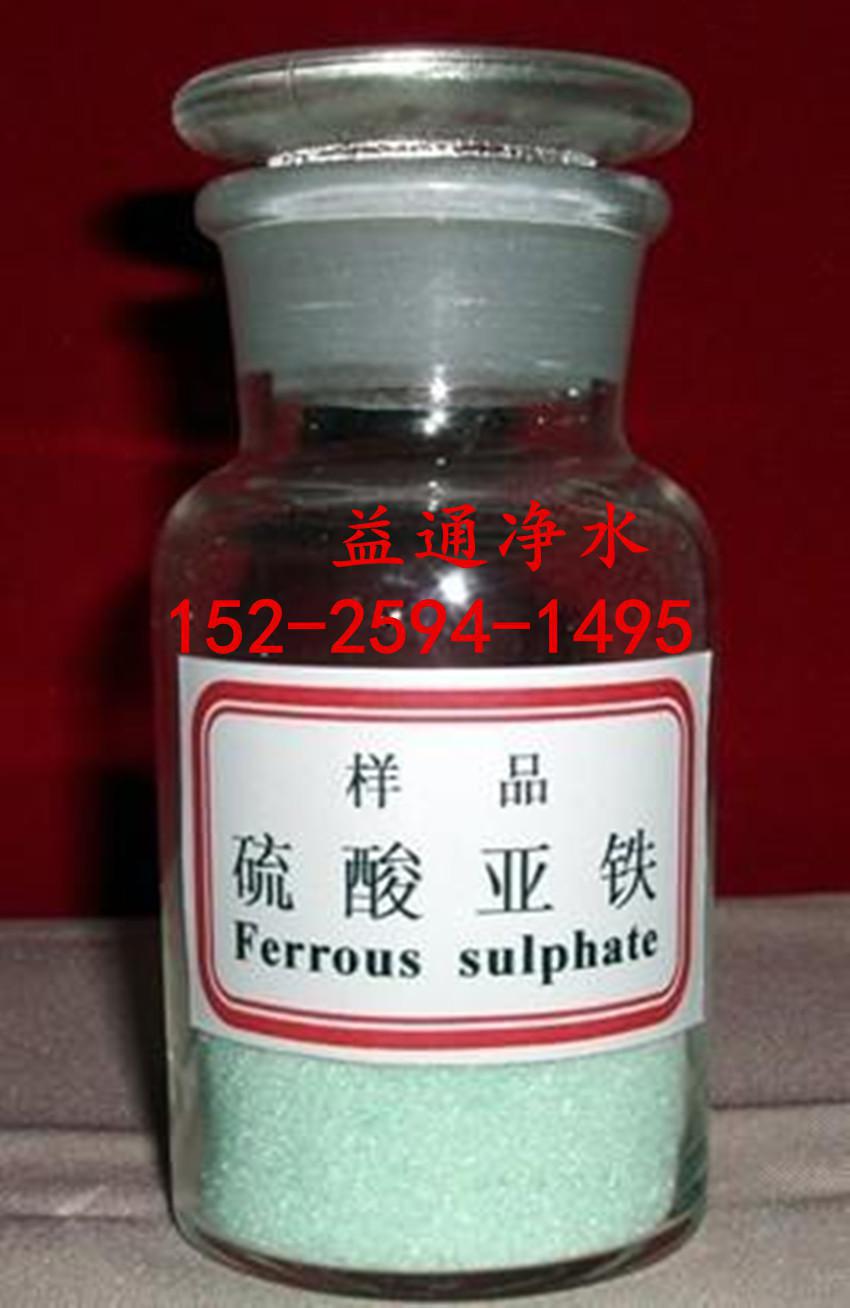 益通净水
152-2594-1495
样 品
硫 酸 亚 铁
Ferrous sulphate